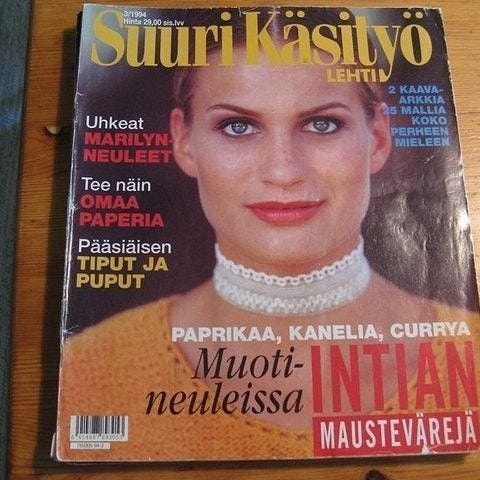 3/1994
Hinta 29,00 sis.lvv
Suuri Käsityö
LEHTI
2 KAAVA-
ARKKIA
25 MALLIA
KOKO
PERHEEN
MIELEEN
Uhkeat
MARILYN-
NEULEET
Tee näin
OMAA
PAPERIA
Pääsiäisen
TIPUT JA
PUPUT
PAPRIKAA, KANELIA, CURRYA
Muoti-
neuleissa
INTIAN
MAUSTEVÄREJÄ